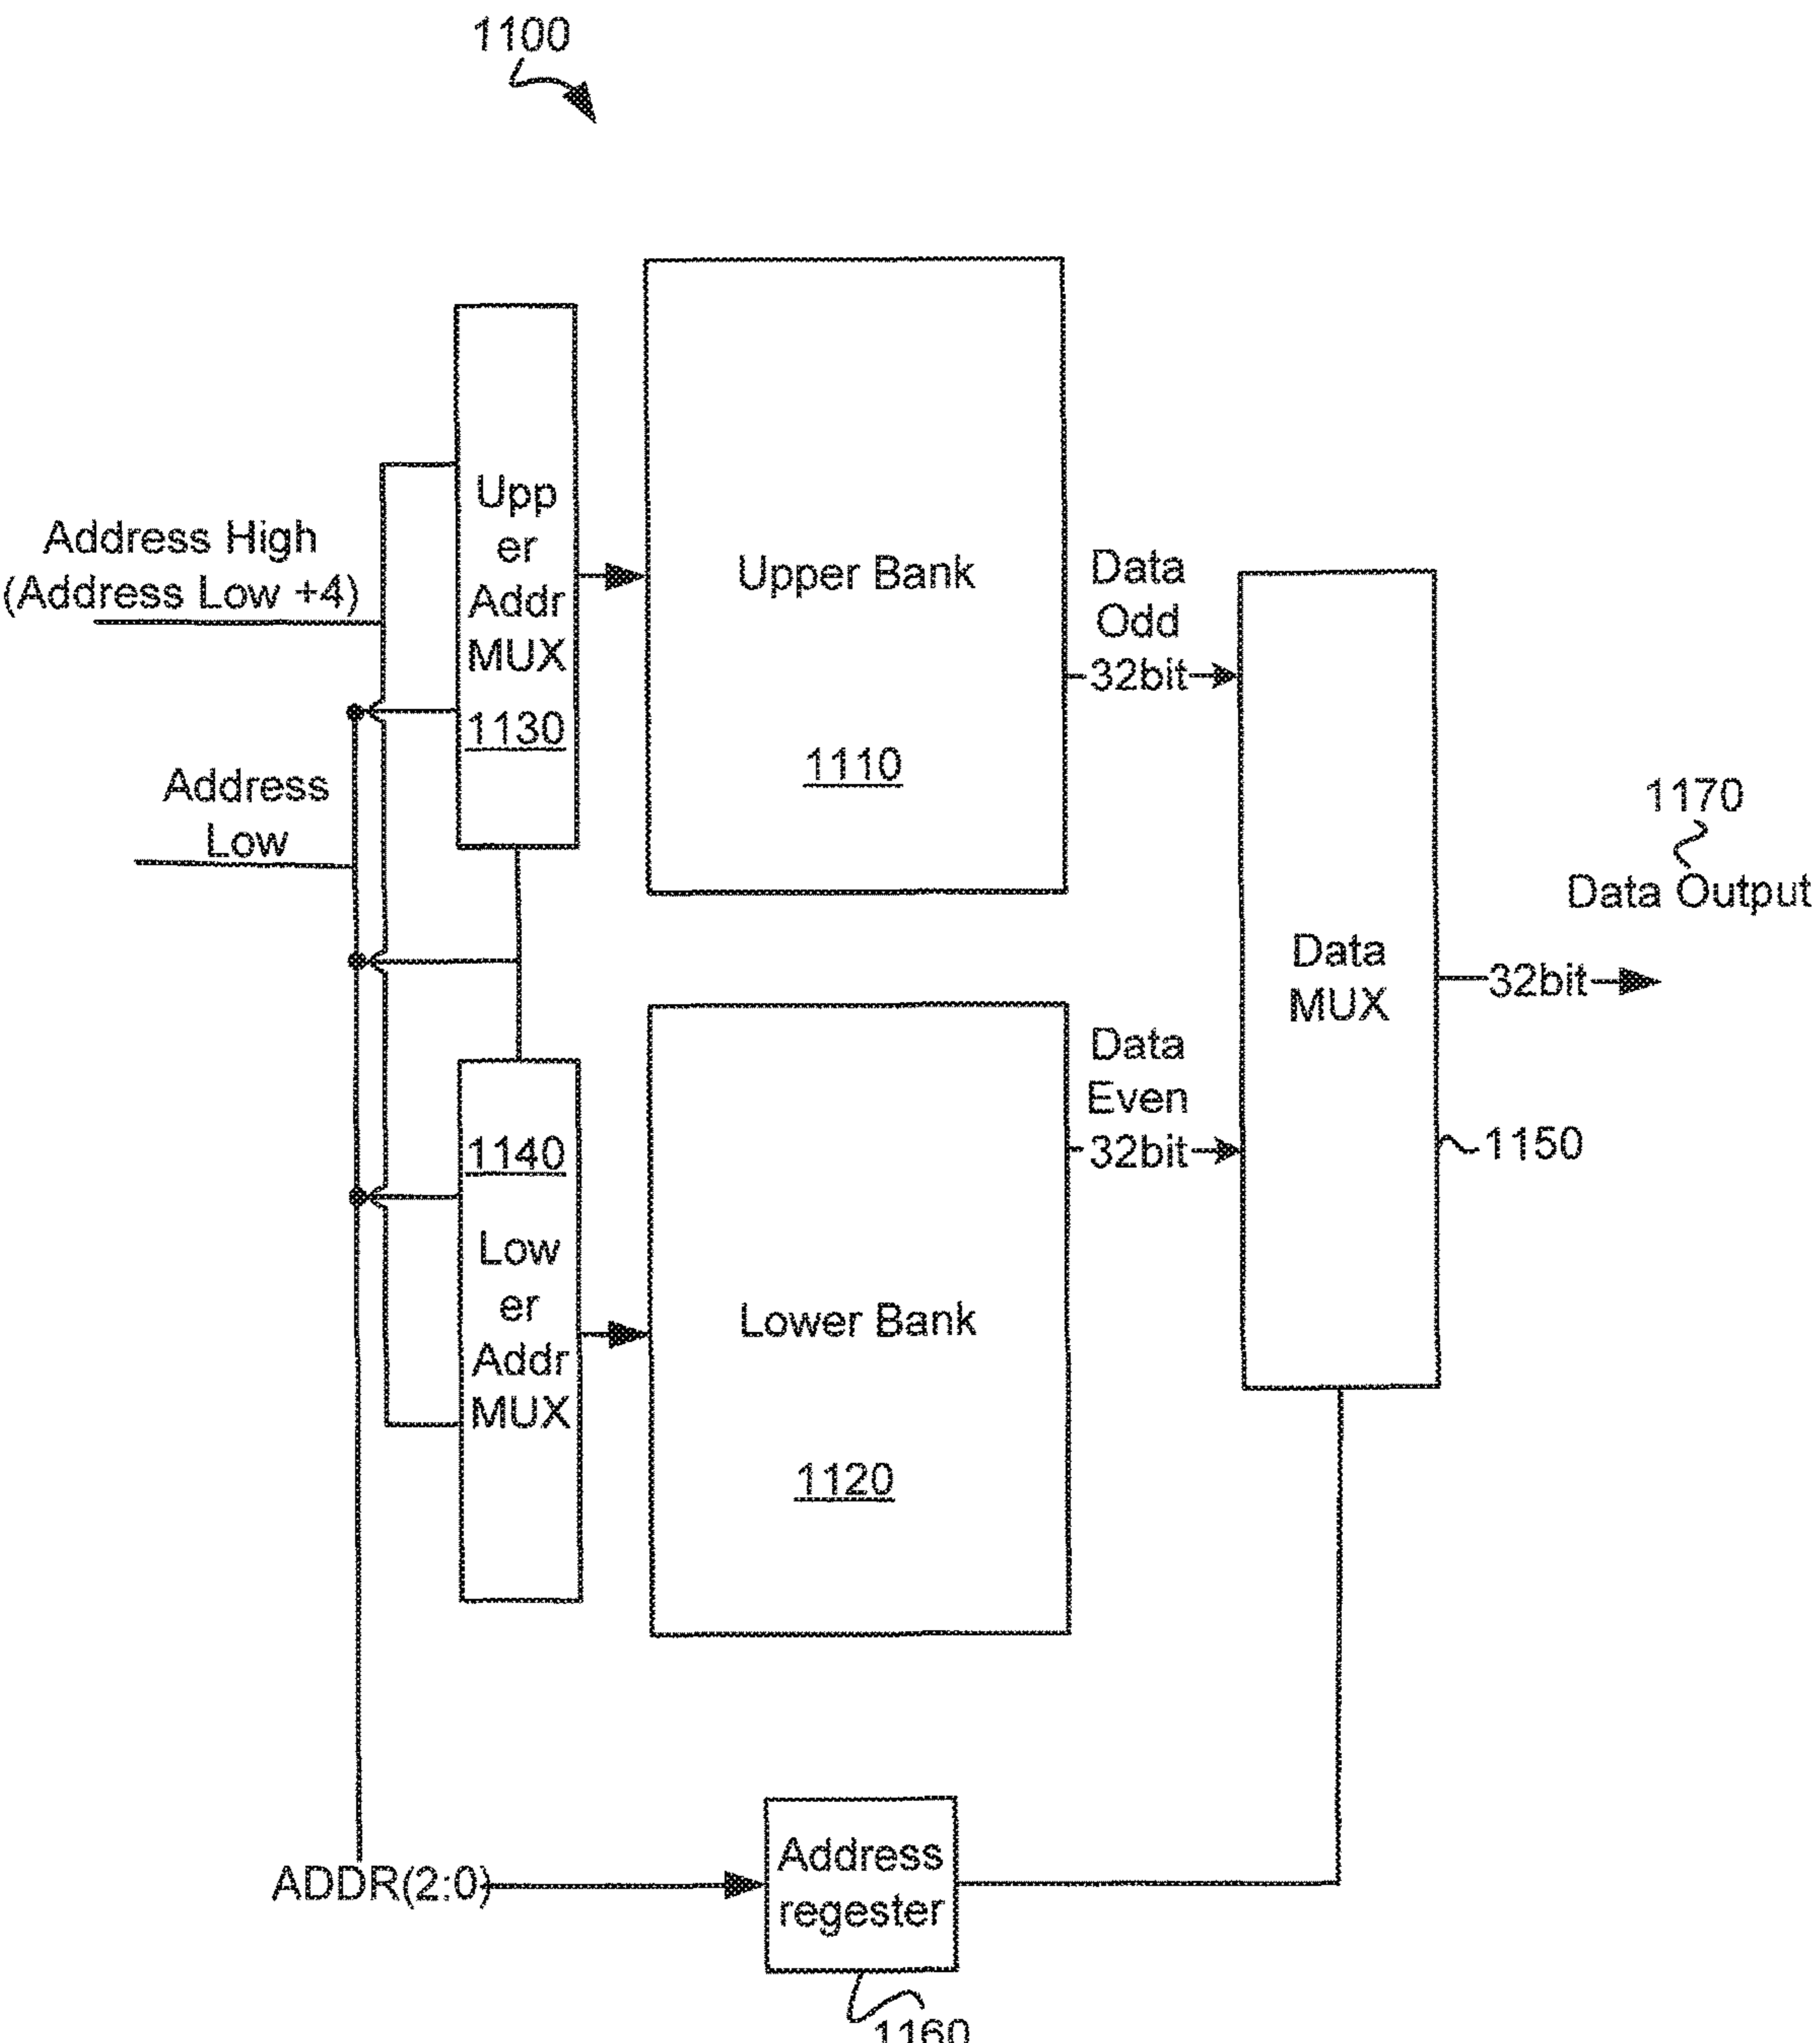 1100
Address High
(Address Low +4)
Address
Low
Upp
er
Addr
MUX
1130
Upper Bank
1110
Data
Odd
32bit
1170
Data Output
Data
MUX
32bit
1150
1140
Low
er
Addr
MUX
Lower Bank
1120
Data
Even
32bit
ADDR(2:0)
Address
regester
1160